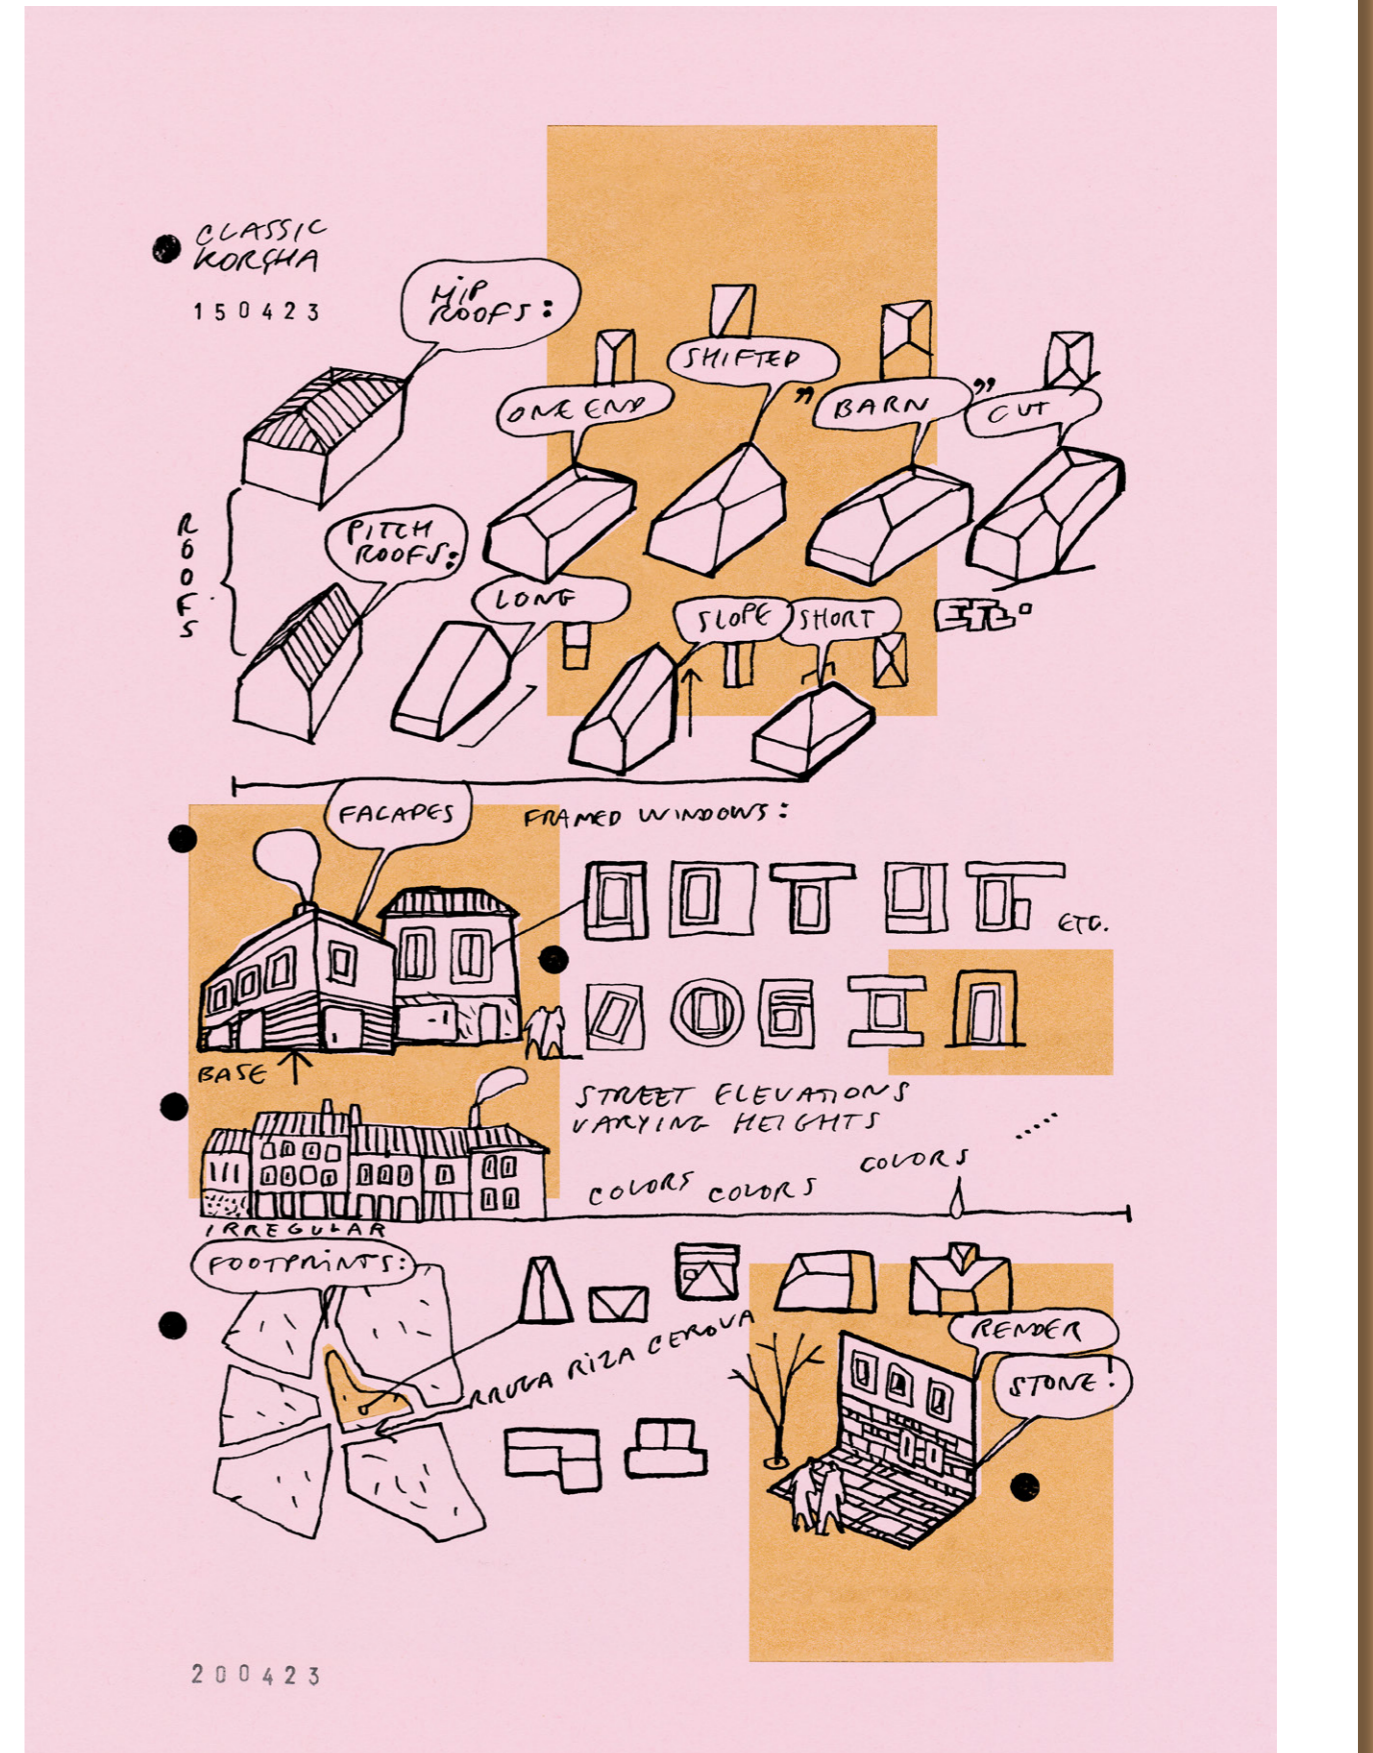 CLASSIC
KORÇHA
150423
HIP
ROOFS:
SHIFTED
ONE END
"BARN"
CUT
ROOFS
PITCH
ROOFS:
LONG
SLOPE
SHORT
ETC.
FACADES
FRAMED WINDOWS:
ETC.
BASE
STREET ELEVATIONS
VARYING HEIGHTS
COLORS COLORS COLORS
IRREGULAR
FOOTPRINTS:
RRUGA RIZA CEROVA
RENDER
STONE!
200423